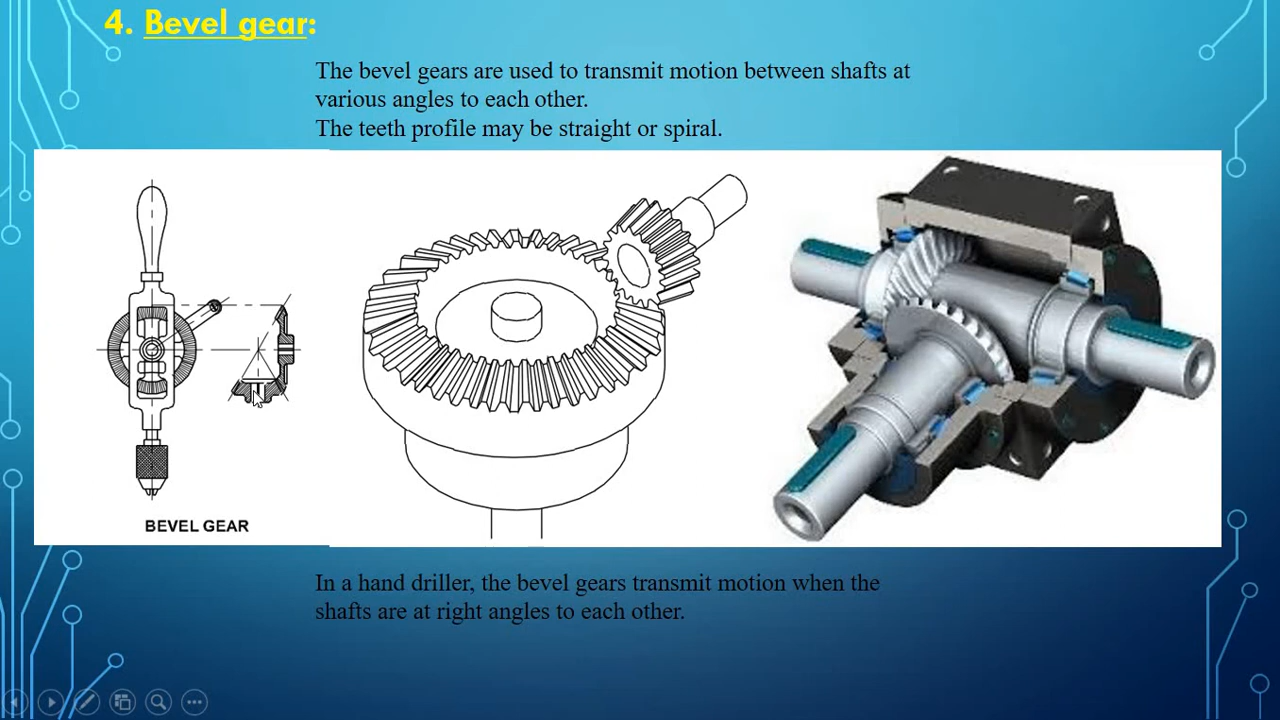 4. Bevel gear:
The bevel gears are used to transmit motion between shafts at
various angles to each other.
The teeth profile may be straight or spiral.
BEVEL GEAR
In a hand driller, the bevel gears transmit motion when the
shafts are at right angles to each other.